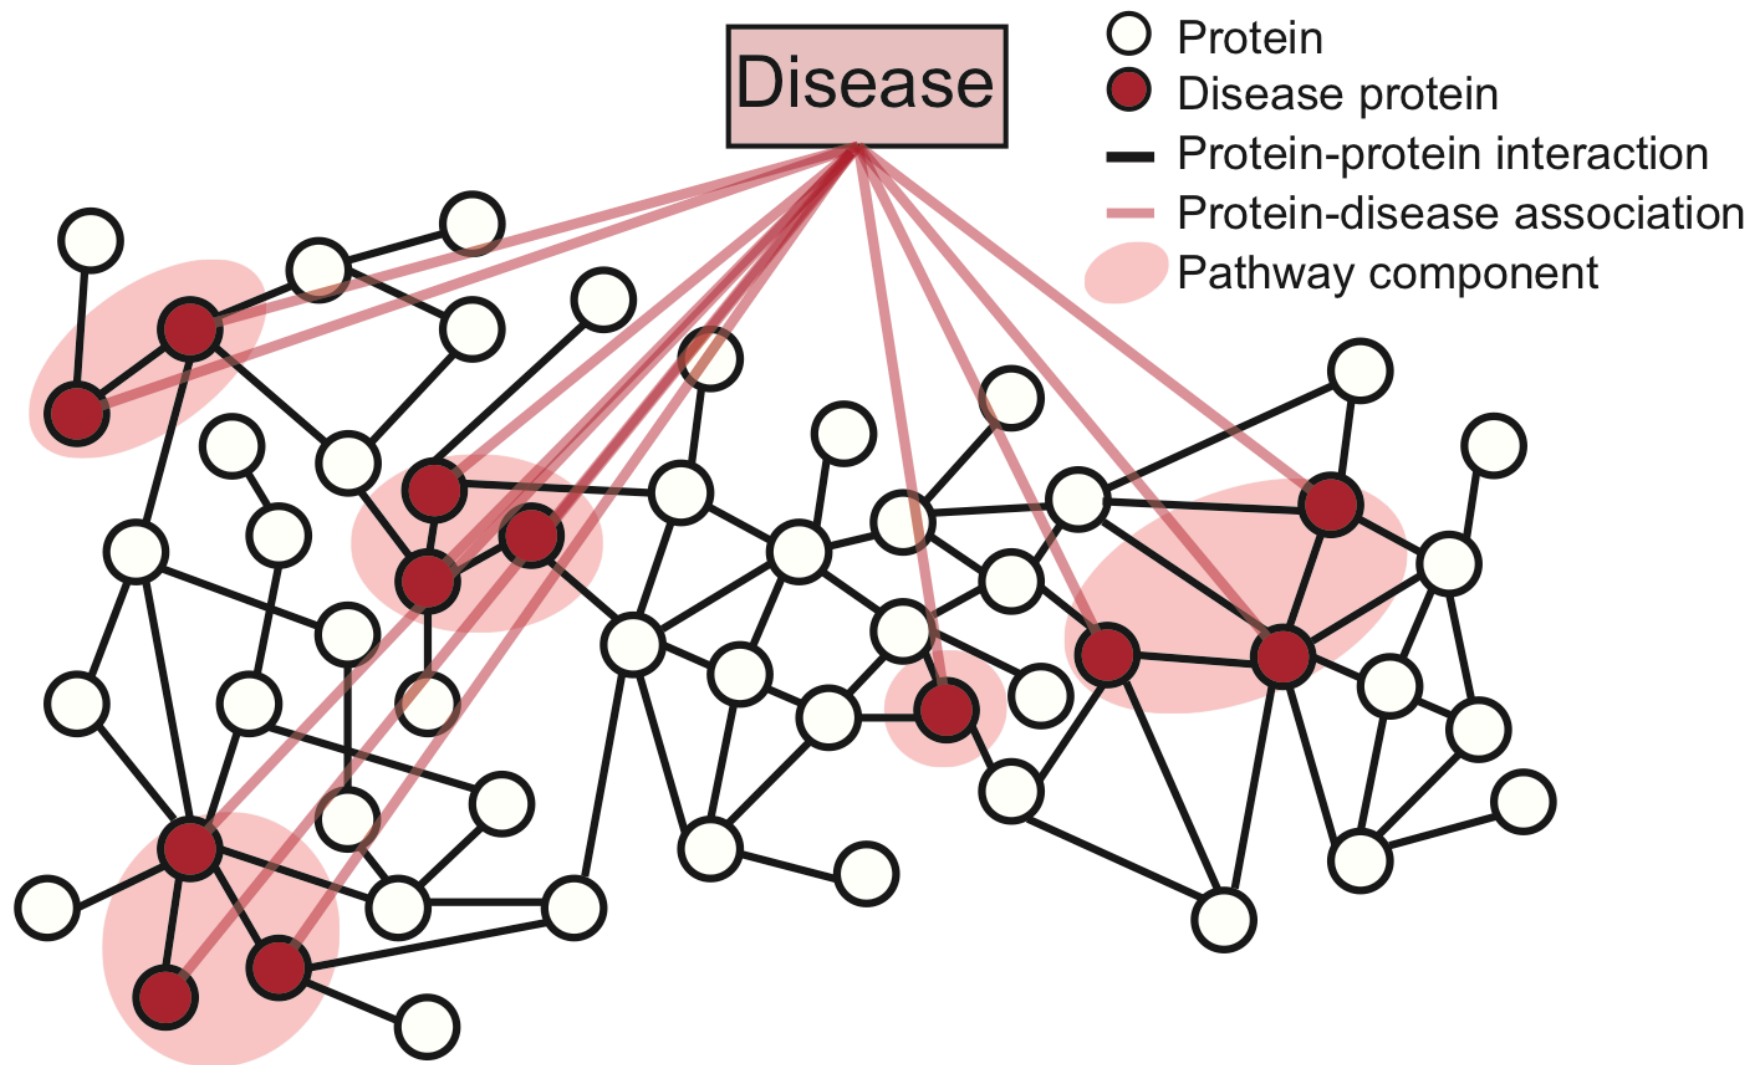 Disease
Protein
Disease protein
Protein-protein interaction
Protein-disease association
Pathway component